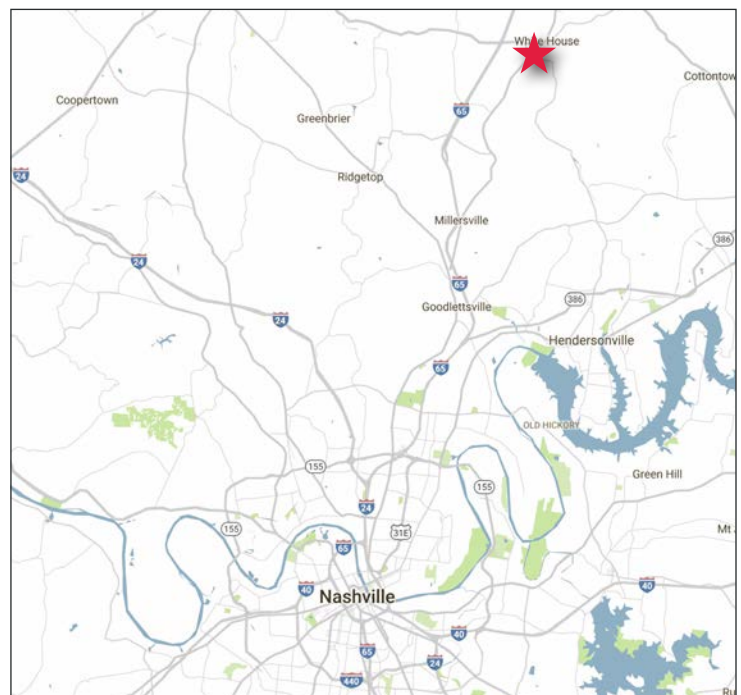 White House
Cottontow
Coopertown
65
Greenbrier
24
Ridgetop
Millersville
386
24
65
386
Goodlettsville
24
Hendersonville
65
OLD HICKORY
155
Green Hill
155
24
155
31E
Mt
65
40
40
Nashville
40
65
24
440
Ru